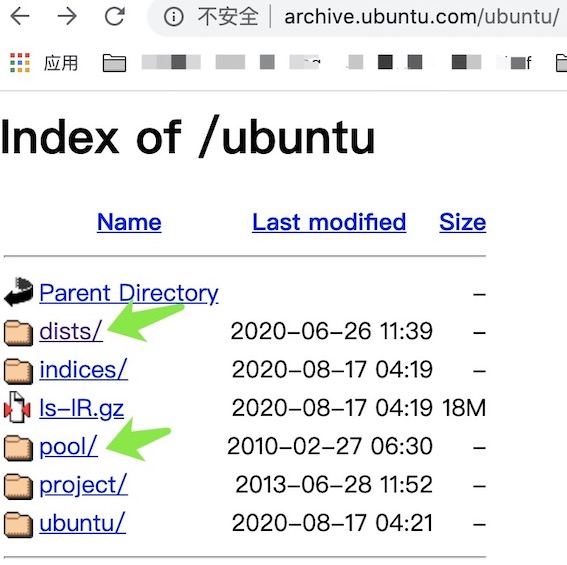 不安全 | archive.ubuntu.com/ubuntu/
应用
Index of /ubuntu
Name Last modified Size
Parent Directory –
dists/ 2020–06–26 11:39 –
indices/ 2020–08–17 04:19 –
ls–lR.gz 2020–08–17 04:19 18M
pool/ 2010–02–27 06:30 –
project/ 2013–06–28 11:52 –
ubuntu/ 2020–08–17 04:21 –